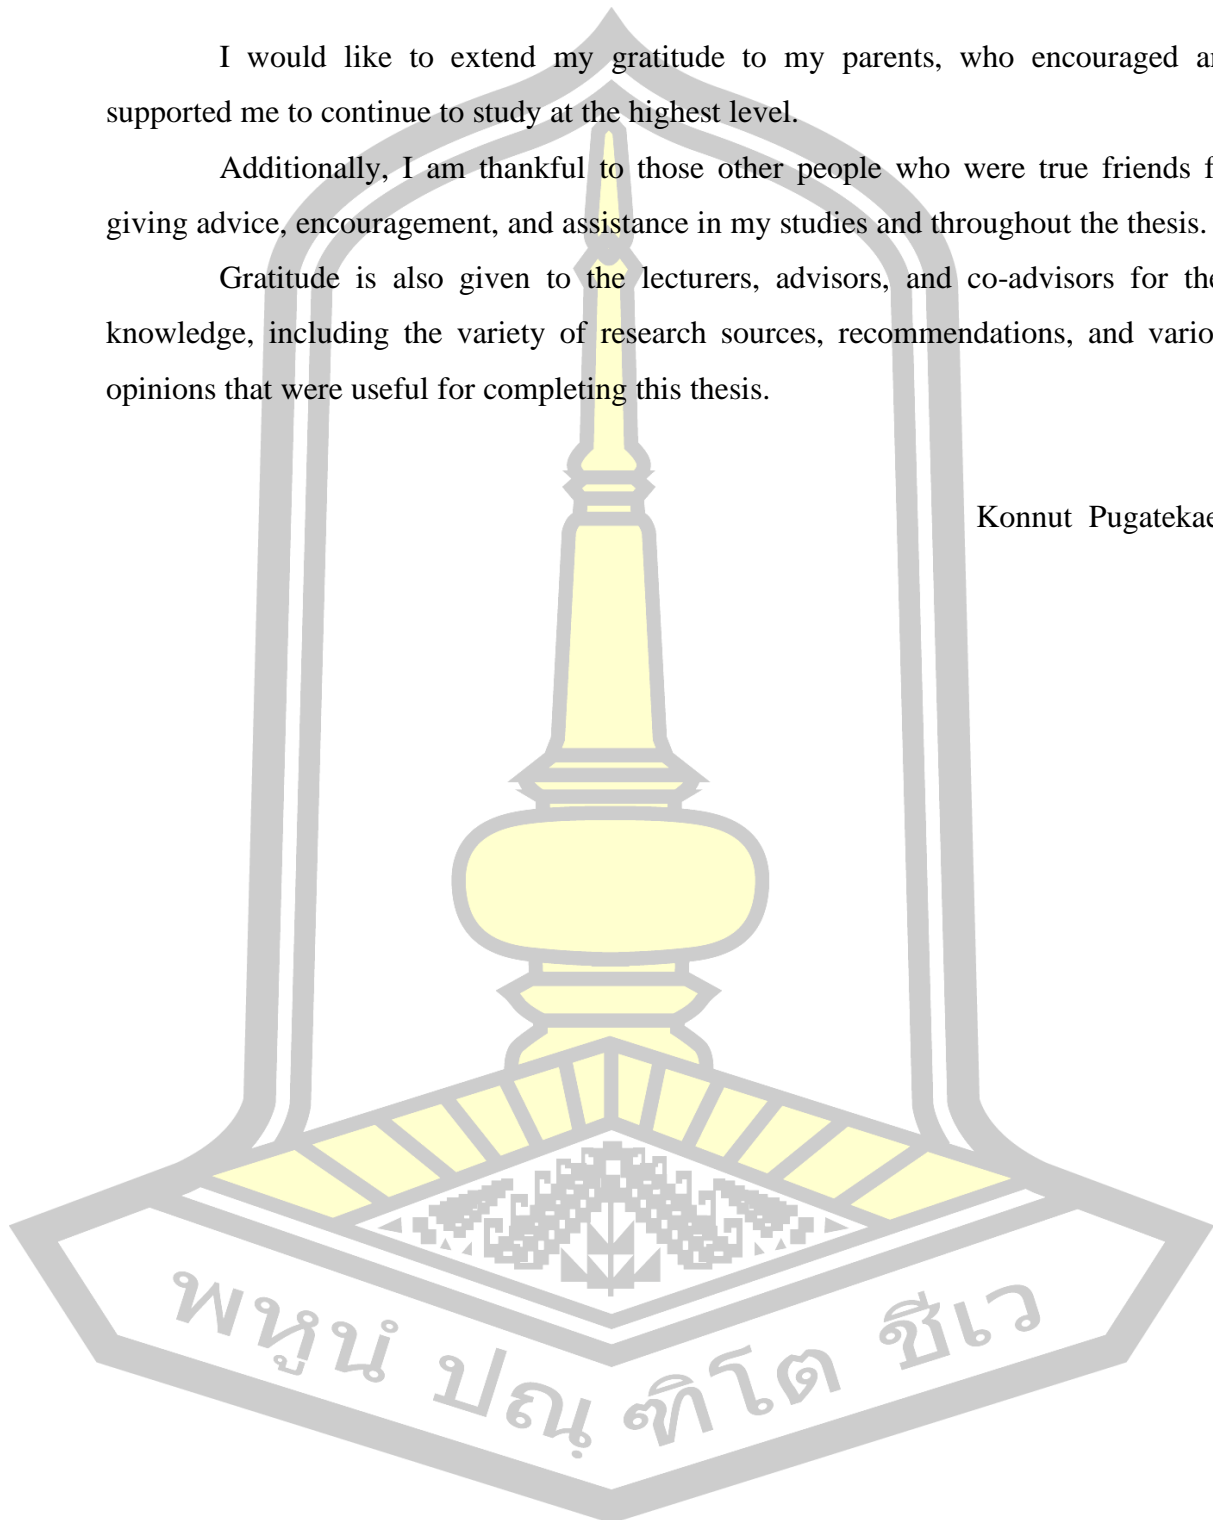 I would like to extend my gratitude to my parents, who encouraged
supported me to continue to study at the highest level.
Additionally, I am thankful to those other people who were true friends
giving advice, encouragement, and assistance in my studies and throughout the thesis.
Gratitude is also given to the lecturers, advisors, and co-advisors for
knowledge, including the variety of research sources, recommendations, and
opinions that were useful for completing this thesis.
Konnut
พหูนํ ปณฺฑิโต ชีเว